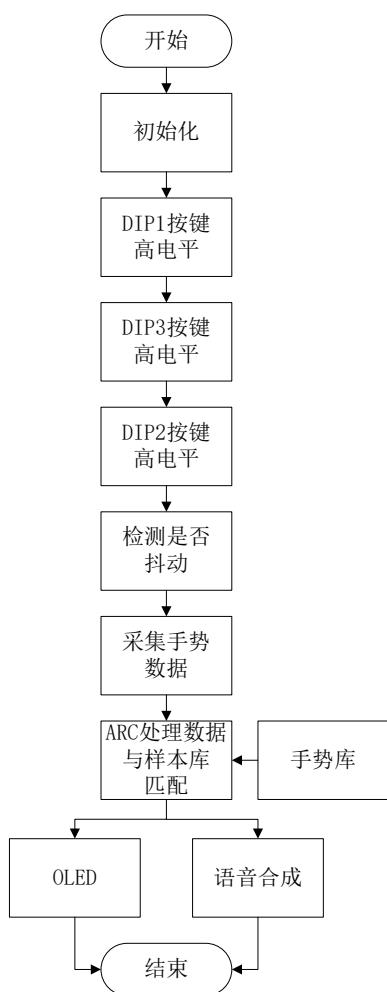 开始
初始化
DIP1按键
高电平
DIP3按键
高电平
DIP2按键
高电平
检测是否
抖动
采集手势
数据
ARC处理数据
与样本库
匹配
手势库
OLED
语音合成
结束